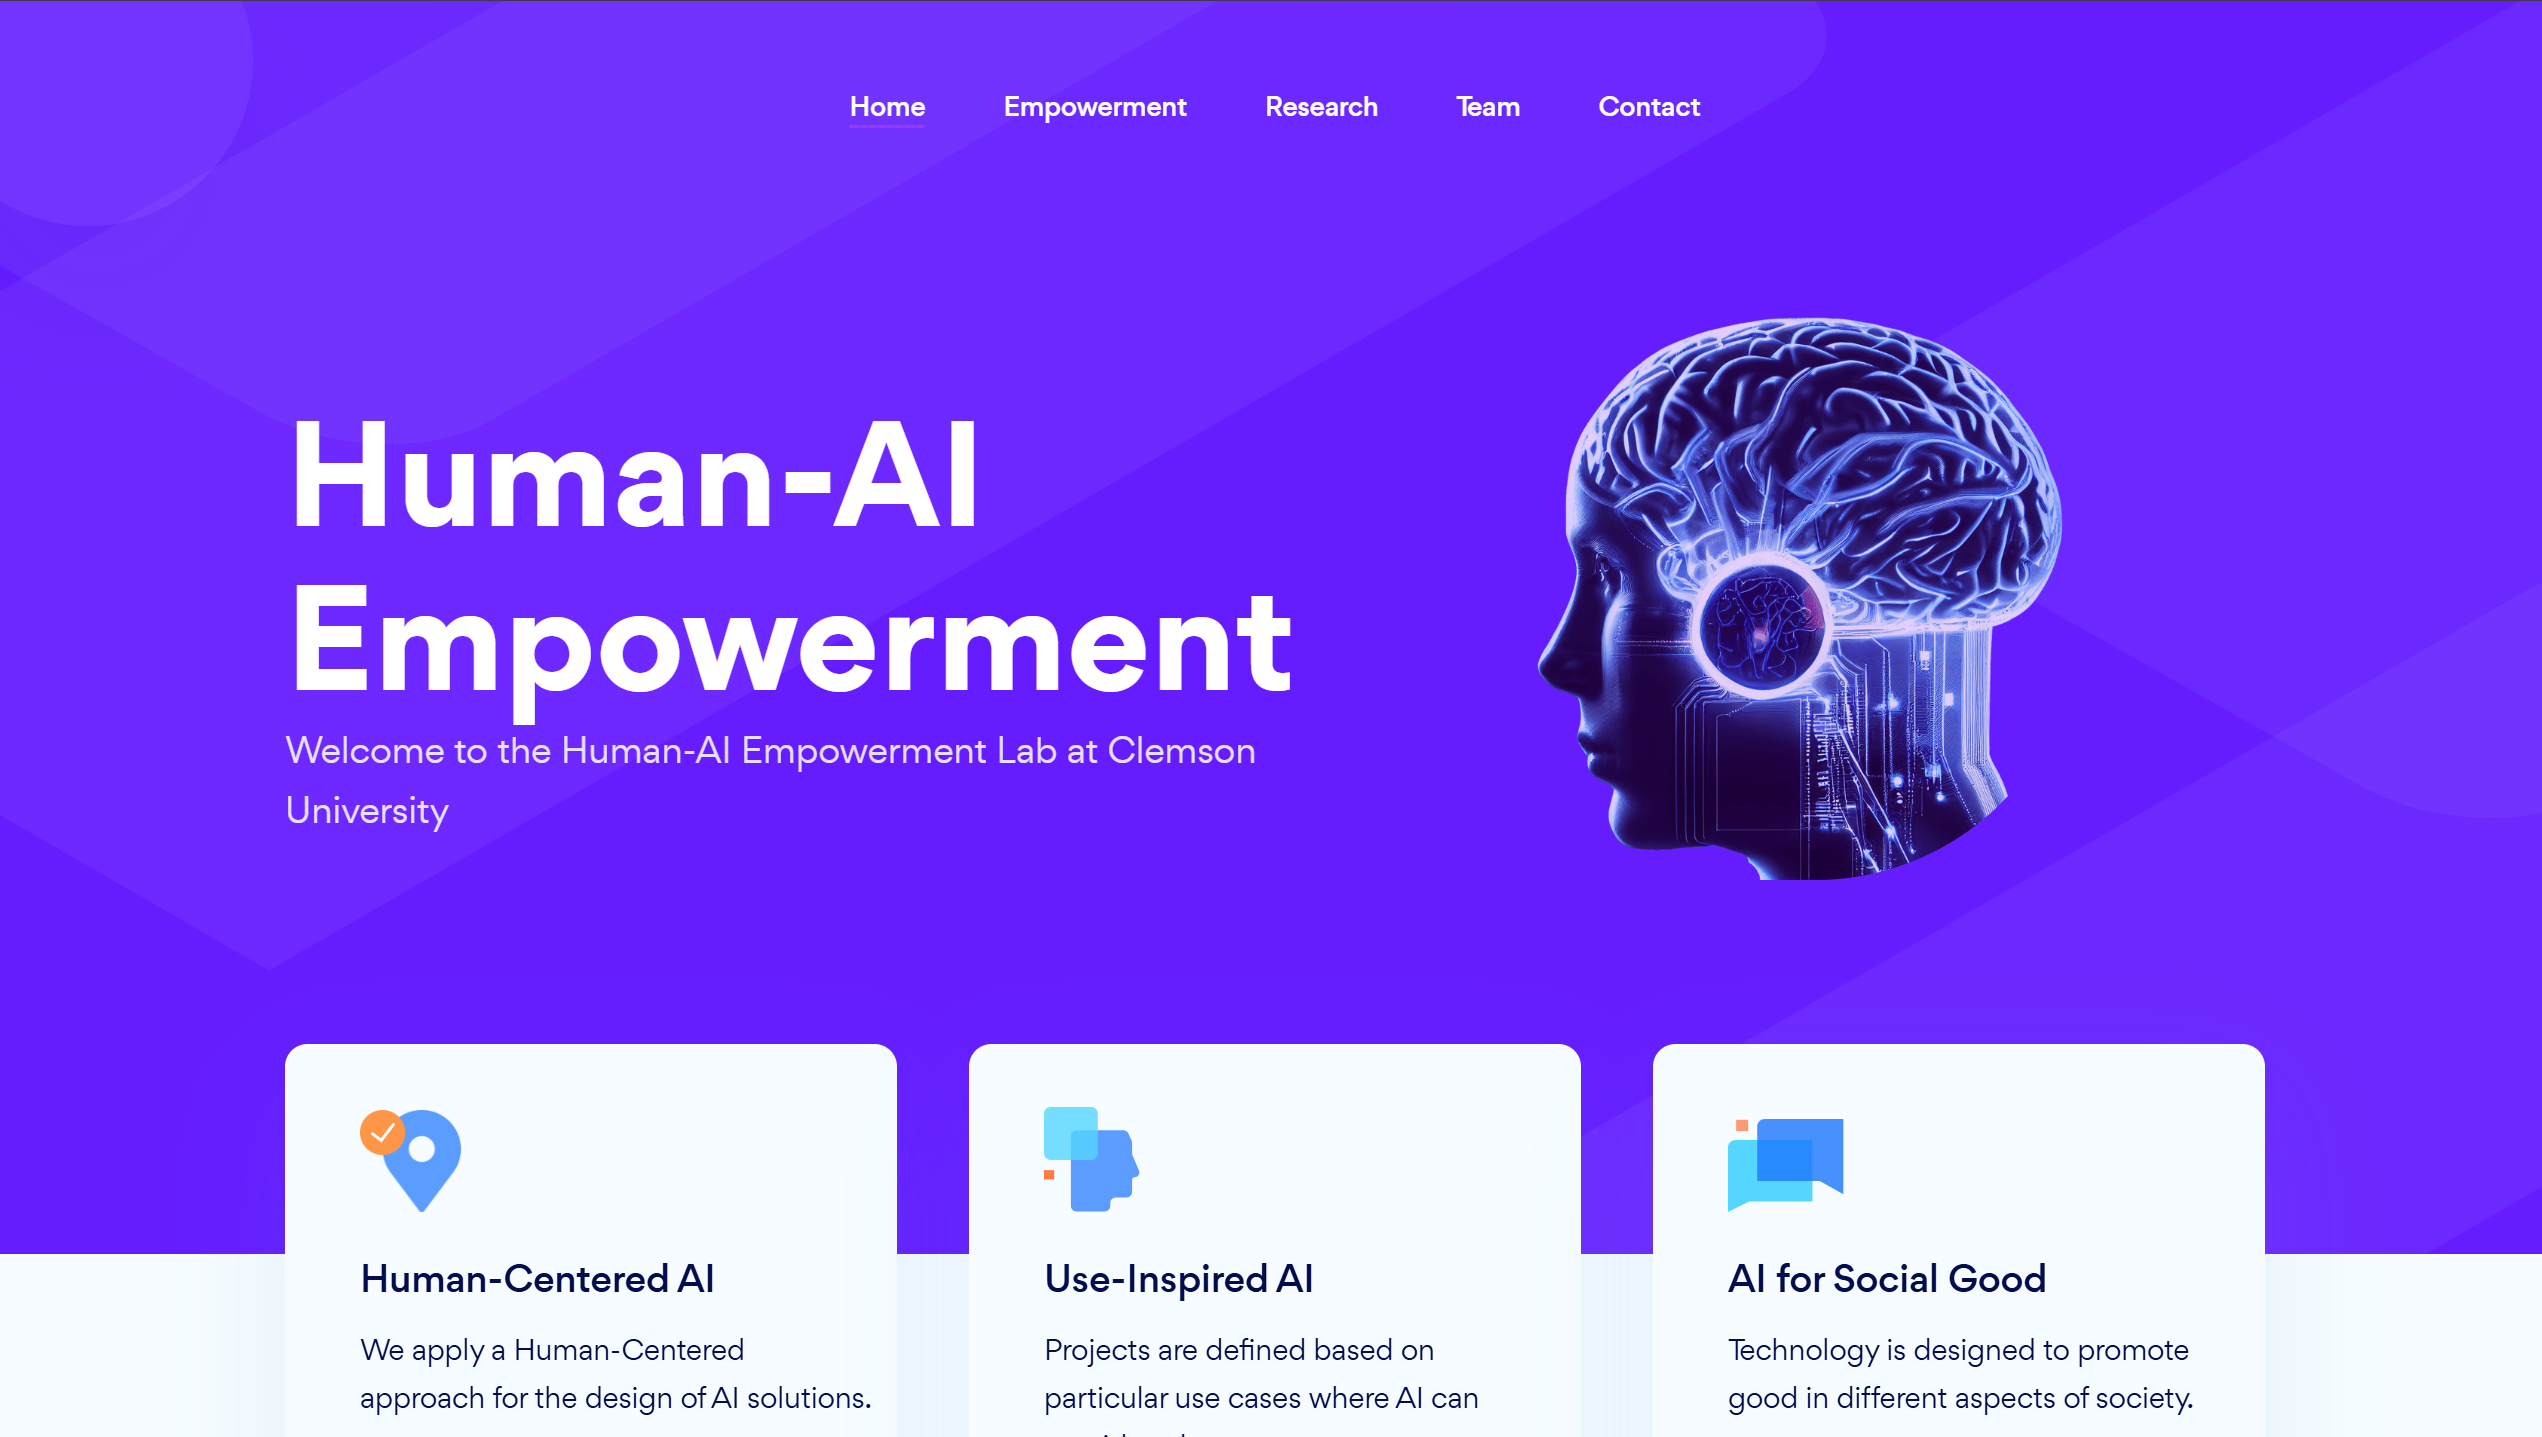 Home Empowerment Research Team Contact
Human-AI
Empowerment
Welcome to the Human-AI Empowerment Lab at Clemson
University
Human-Centered AI
We apply a Human-Centered
approach for the design of AI solutions.
Use-Inspired AI
Projects are defined based on
particular use cases where AI can
AI for Social Good
Technology is designed to promote
good in different aspects of society.